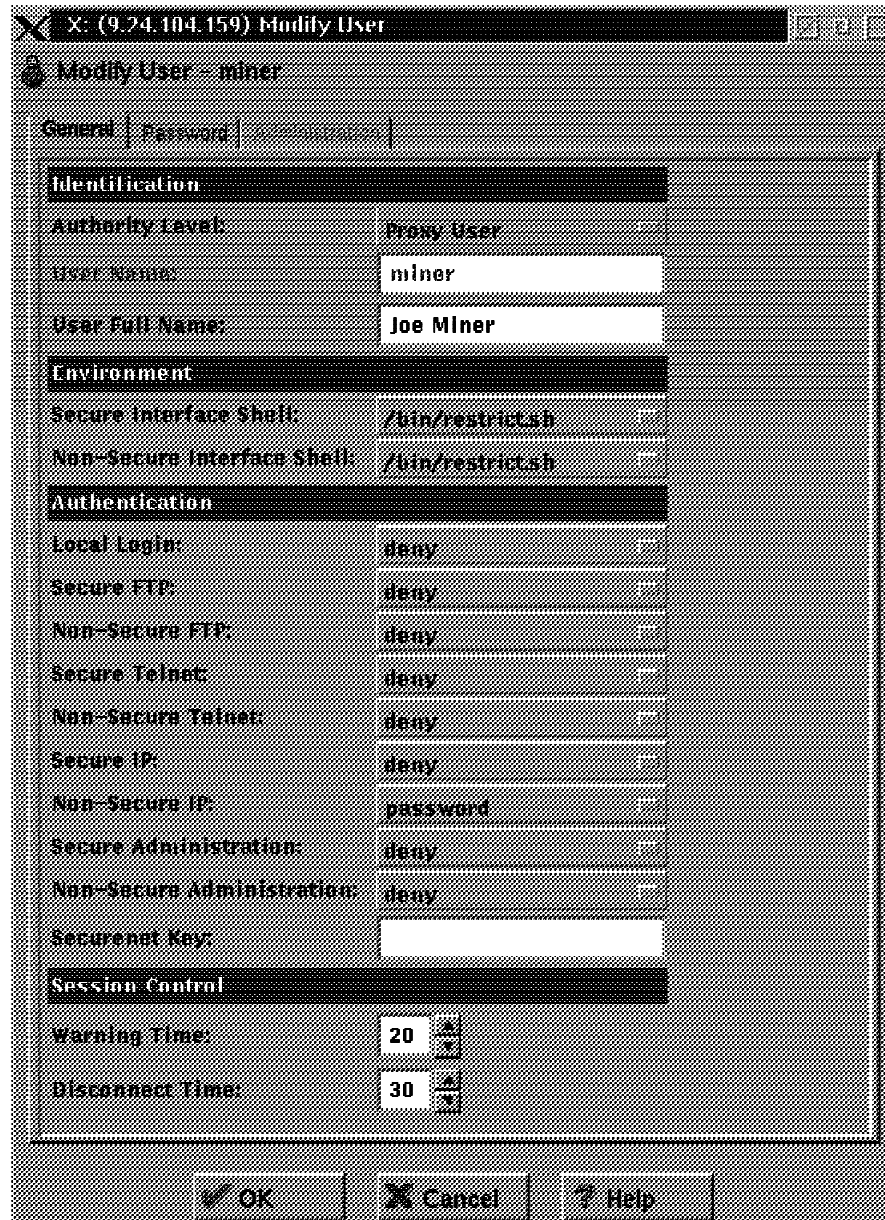 X: (9.24.104.159) Modify User
Modify User - miner
General Password Administration
Identification
Authority Level: Proxy User
User Name: miner
User Full Name: Joe Miner
Environment
Secure Interface Shell: /bin/restrict.sh
Non-Secure Interface Shell: /bin/restrict.sh
Authentication
Local Login: deny
Secure FTP: deny
Non-Secure FTP: deny
Secure Telnet: deny
Non-Secure Telnet: deny
Secure IP: deny
Non-Secure IP: password
Secure Administration: deny
Non-Secure Administration: deny
Securenet Key:
Session Control
Warning Time: 20
Disconnect Time: 30
OK Cancel ? Help